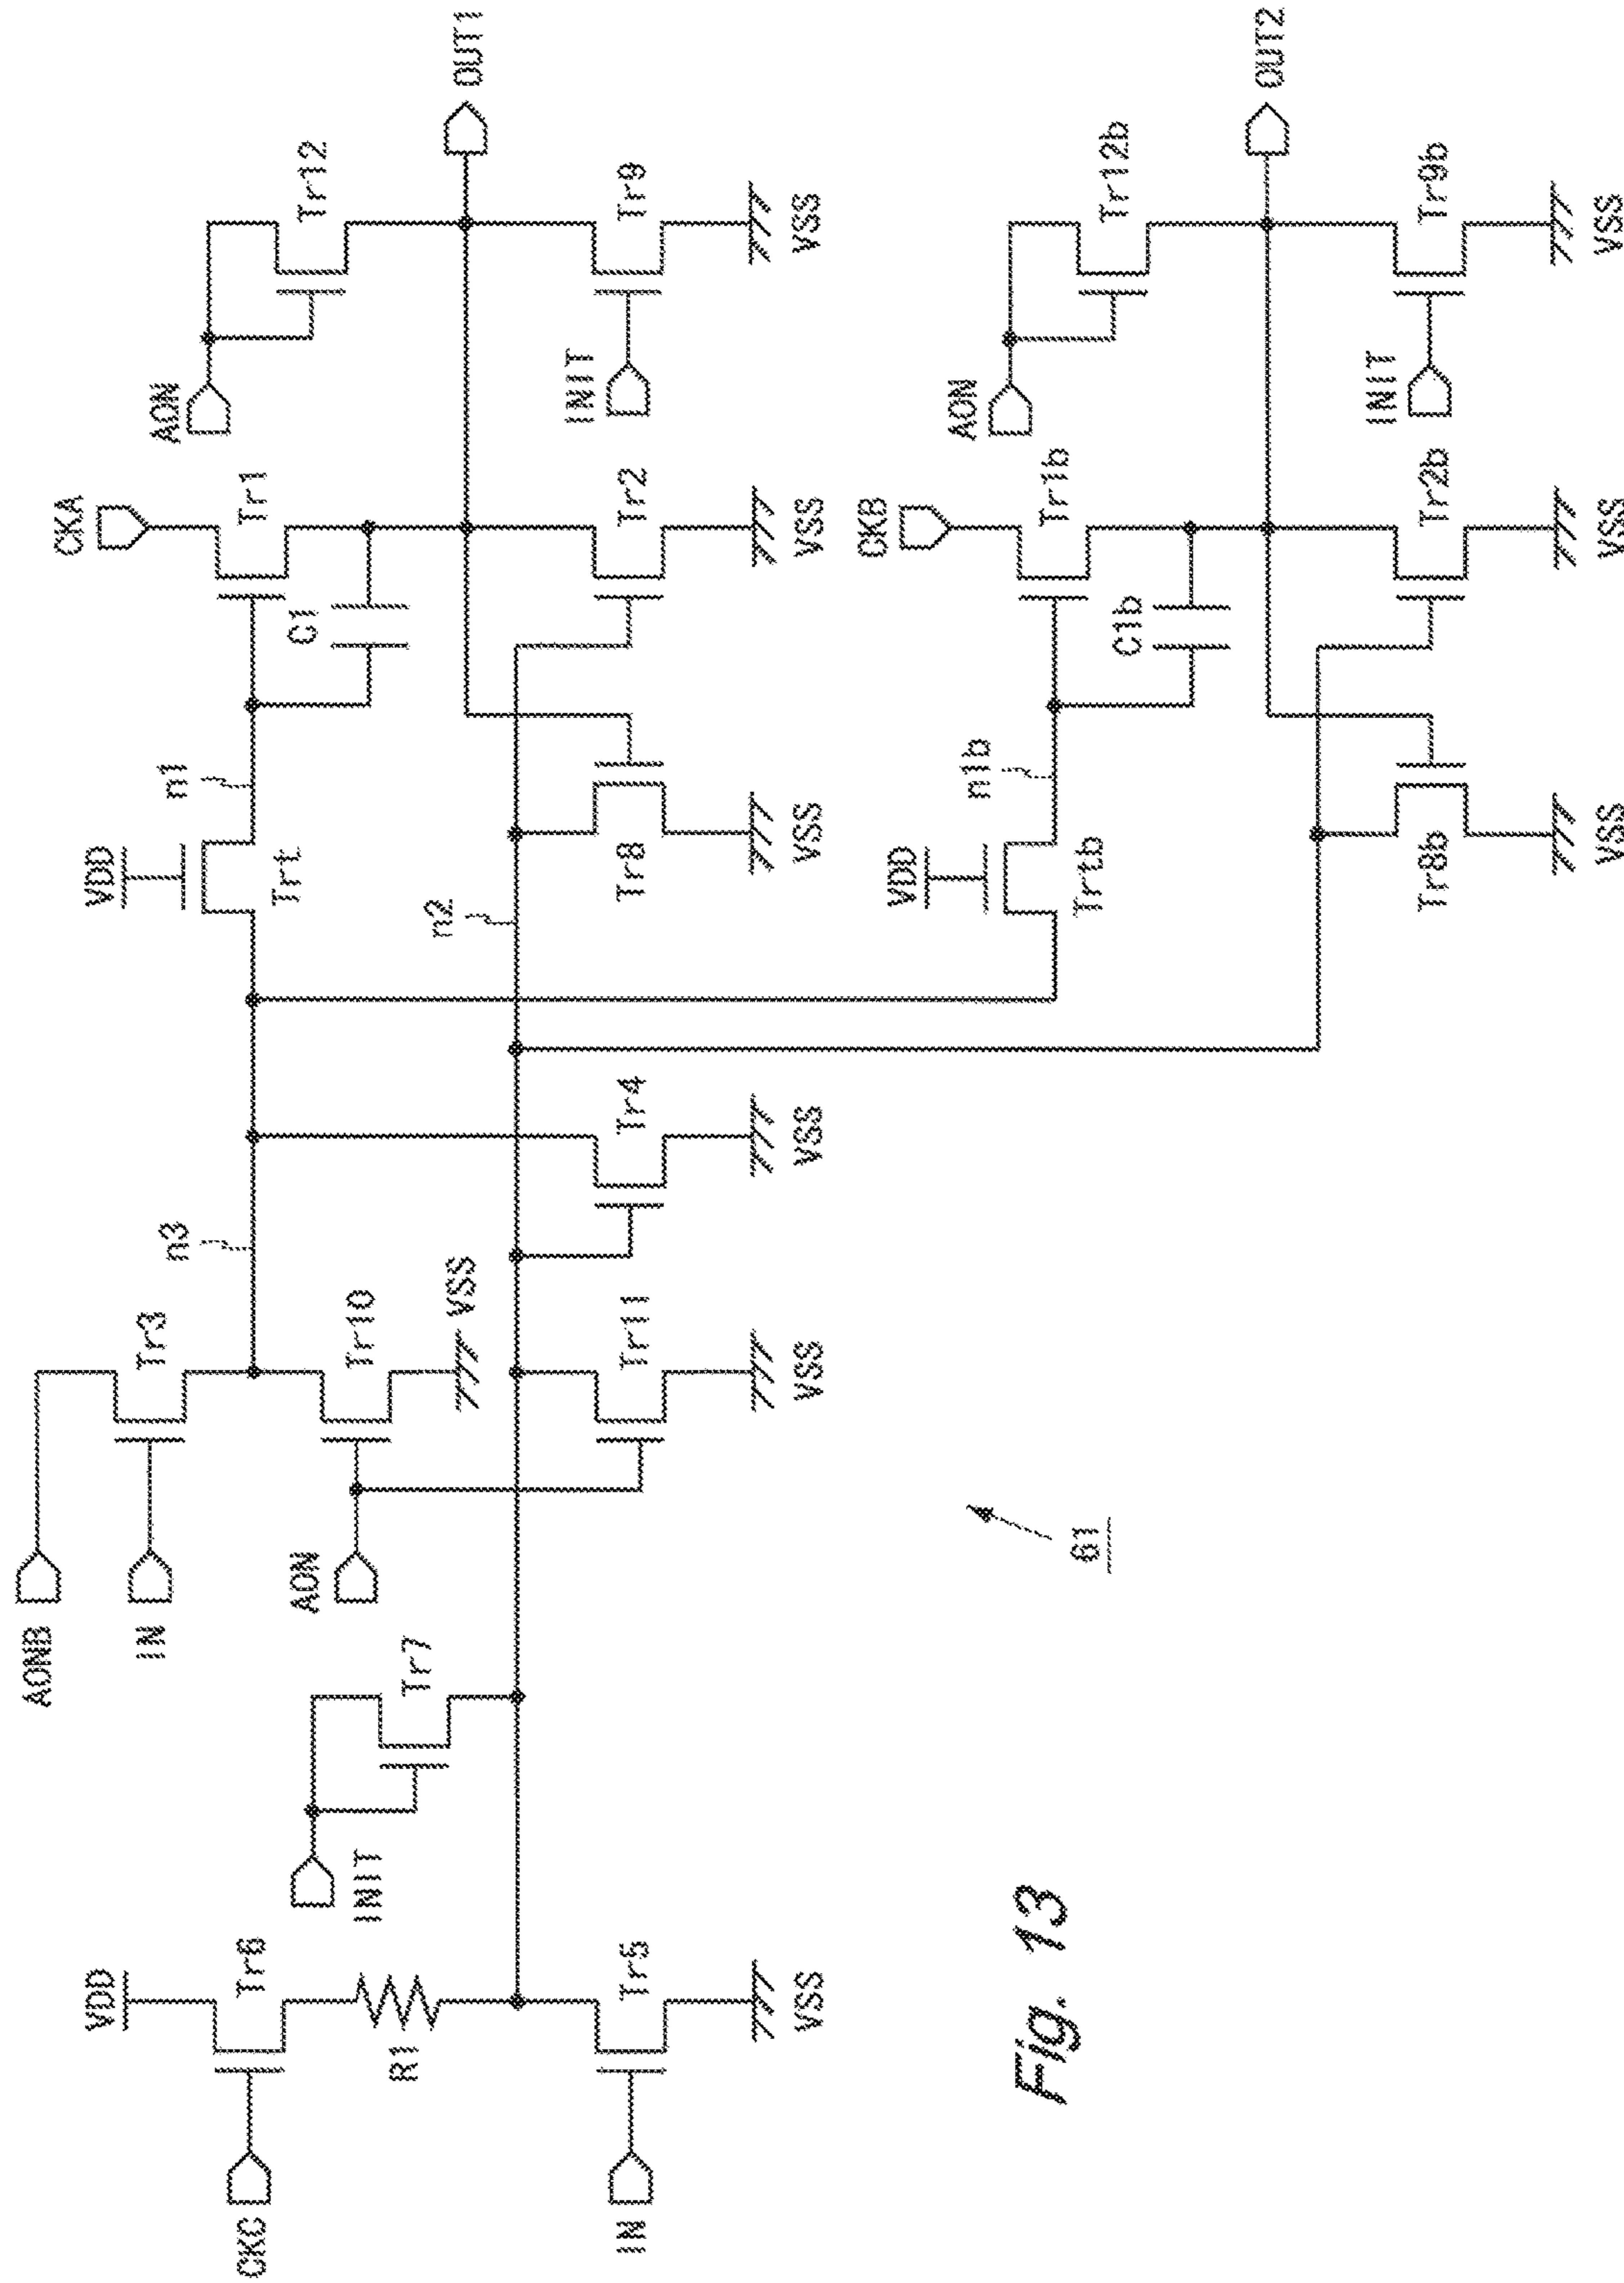 CKA
Tr1
C1
n1
VDD
Trt
AON
Tr12
OUT1
INIT
Tr9
VSS
Tr2
VSS
Tr8
VSS
n2
n3
Tr4
VSS
AONB
IN
Tr3
AON
Tr10
VSS
Tr11
VSS
INIT
Tr7
VDD
Tr6
CKC
R1
IN
Tr5
VSS
CKB
Tr1b
C1b
n1b
VDD
Trtb
AON
Tr12b
OUT2
INIT
Tr9b
VSS
Tr2b
VSS
Tr8b
VSS
61
Fig. 13